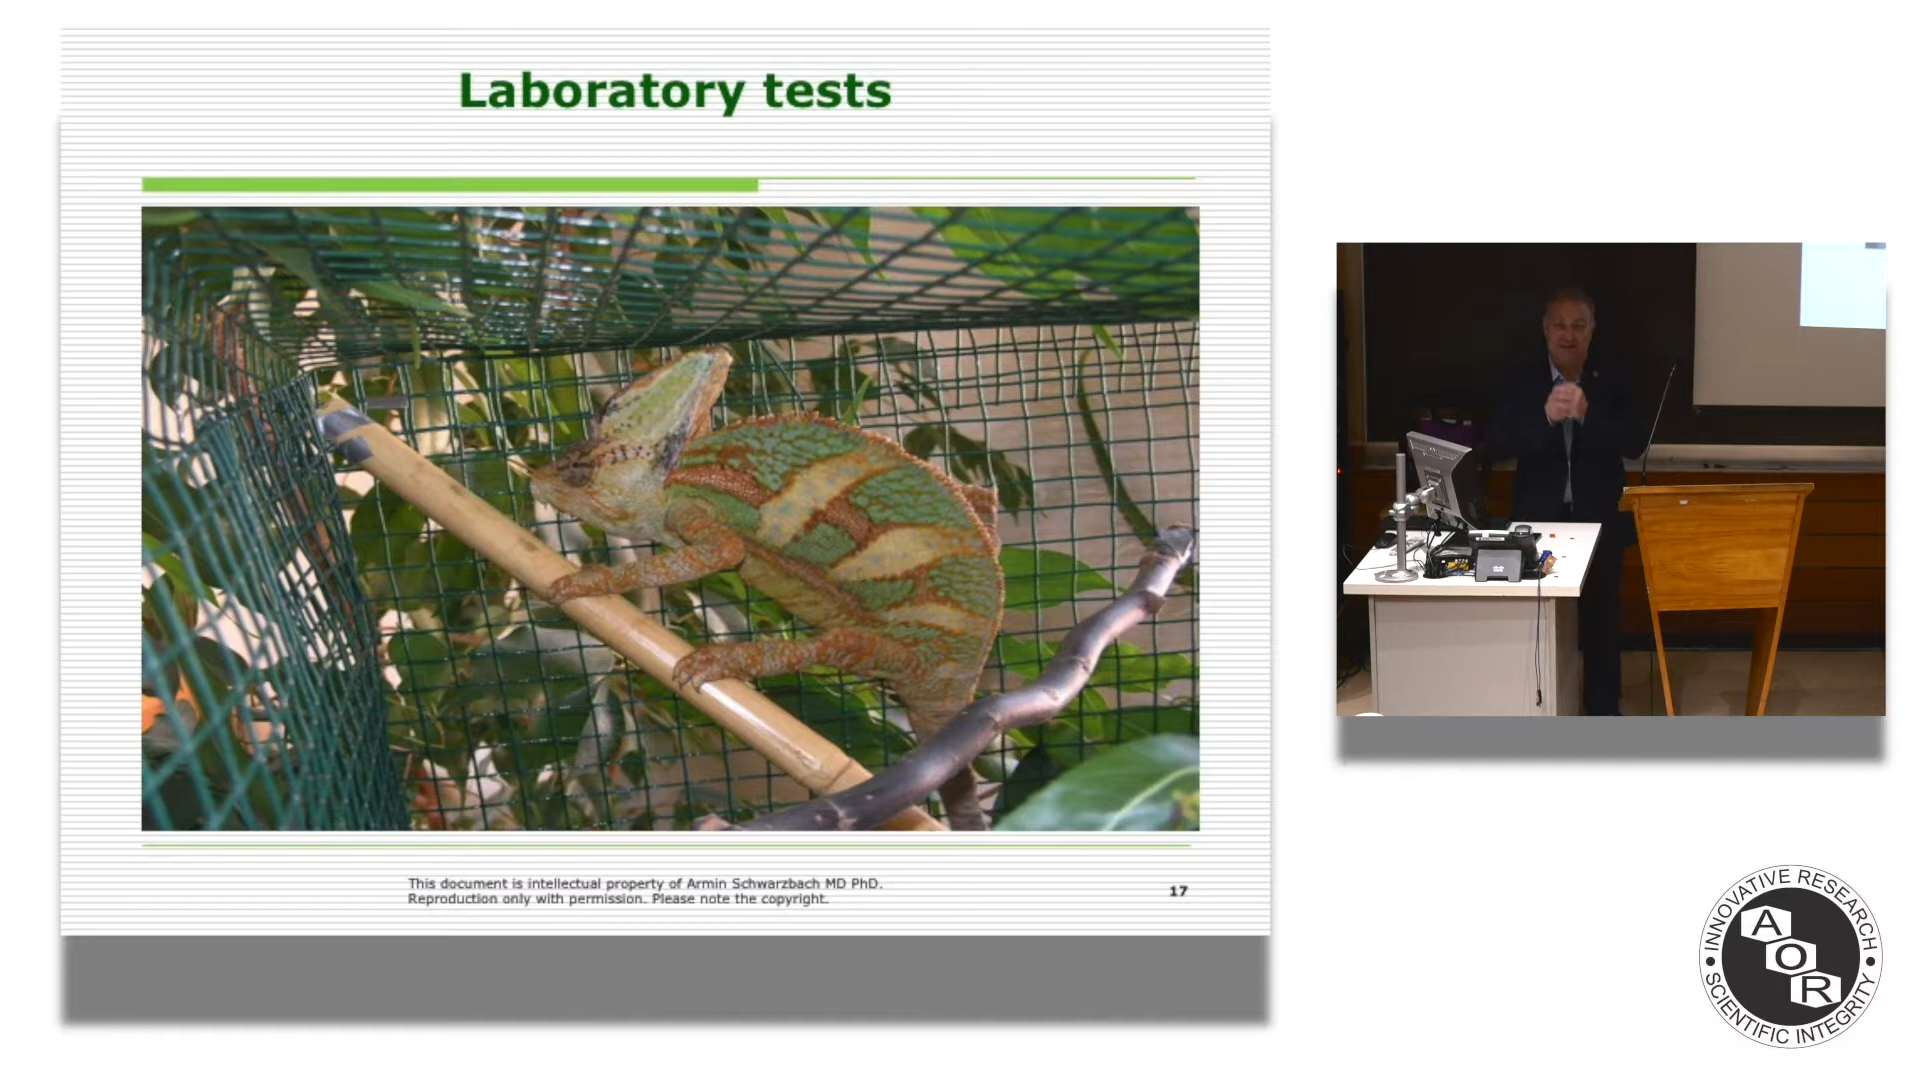 Laboratory tests
This document is intellectual property of Armin Schwarzbach MD PhD.
Reproduction only with permission. Please note the copyright.
17
INNOVATIVE RESEARCH
AOR
SCIENTIFIC INTEGRITY